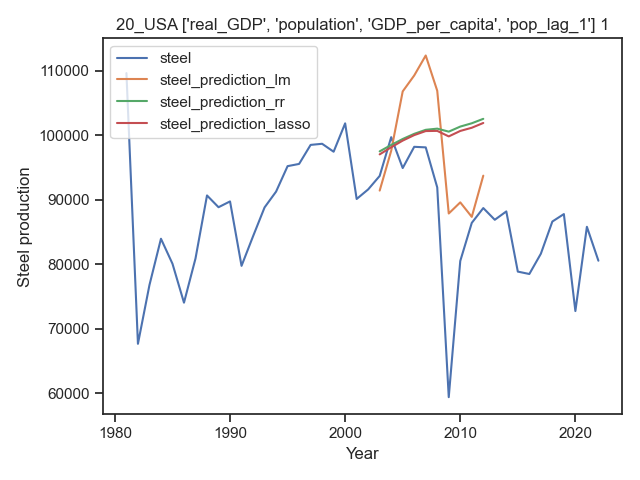 20_USA ['real_GDP', 'population', 'GDP_per_capita', 'pop_lag_1'] 1
steel
steel_prediction_lm
steel_prediction_rr
steel_prediction_lasso
110000
100000
90000
80000
70000
60000
Steel production
1980
1990
2000
2010
2020
Year